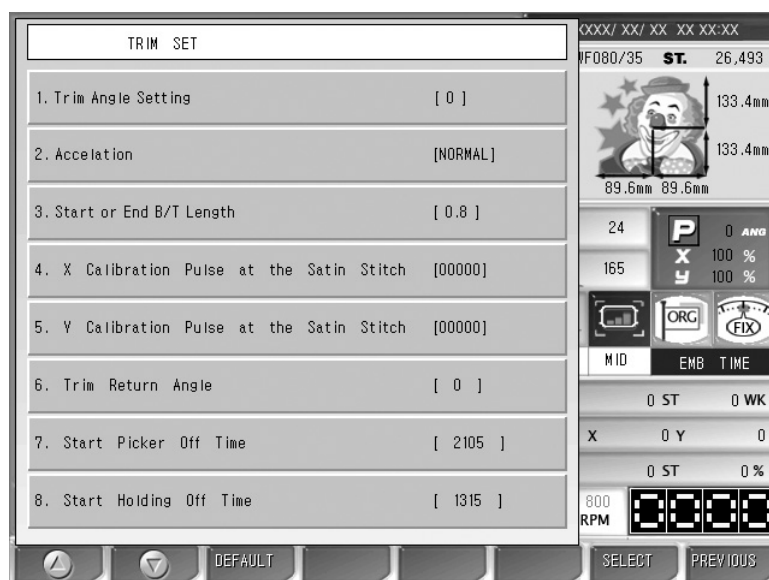 TRIM SET
1. Trim Angle Setting [ 0 ]
2. Accelation [NORMAL]
3. Start or End B/T Length [ 0.8 ]
4. X Calibration Pulse at the Satin Stitch [00000]
5. Y Calibration Pulse at the Satin Stitch [00000]
6. Trim Return Angle [ 0 ]
7. Start Picker Off Time [ 2105 ]
8. Start Holding Off Time [ 1315 ]
XXXX/ XX/ XX XX XX:XX
WF080/35 ST. 26,493
133.4mm
133.4mm
89.6mm 89.6mm
24
P 0 ANG
X 100 %
165
y 100 %
ORG
FIX
MID
EMB TIME
0 ST 0 WK
X 0 Y 0
0 ST 0 %
800
RPM
0000
DEFAULT
SELECT
PREVIOUS